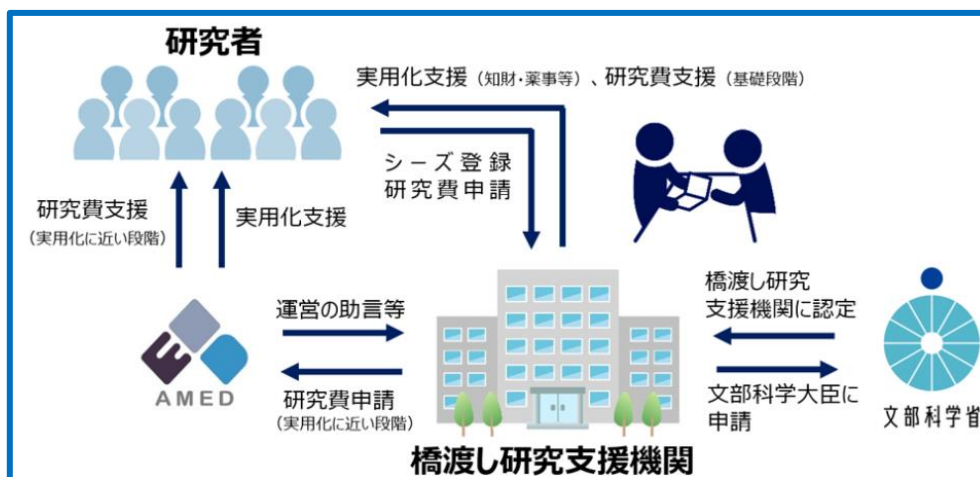 研究者
実用化支援（知財・薬事等）、研究費支援（基礎段階）
シーズ登録
研究費申請
研究費支援
（実用化に近い段階）
実用化支援
運営の助言等
研究費申請
（実用化に近い段階）
AMED
橋渡し研究
支援機関に認定
文部科学大臣に
申請
文部科学省
橋渡し研究支援機関